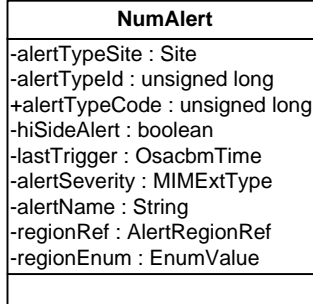 NumAlert
-alertTypeSite : Site
-alertTypeId : unsigned long
+alertTypeCode : unsigned long
-hiSideAlert : boolean
-lastTrigger : OsacbmTime
-alertSeverity : MIMExtType
-alertName : String
-regionRef : AlertRegionRef
-regionEnum : EnumValue